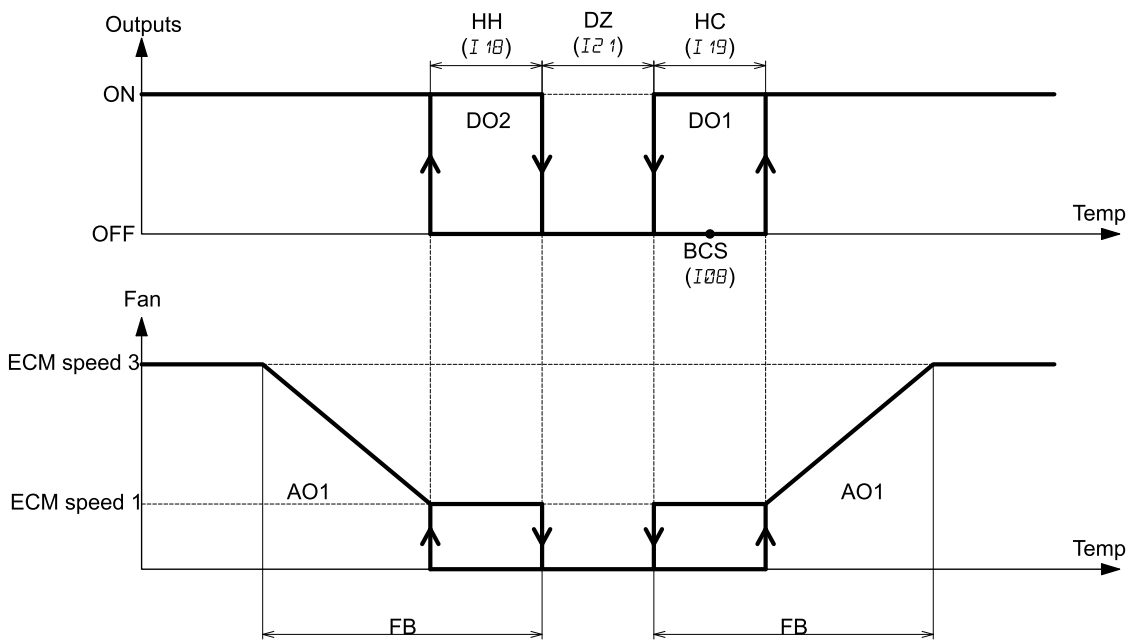 Outputs
HH
(I18)
DZ
(I21)
HC
(I19)
ON
DO2
DO1
Temp
OFF
BCS
(I08)
Fan
ECM speed 3
AO1
AO1
ECM speed 1
Temp
FB
FB